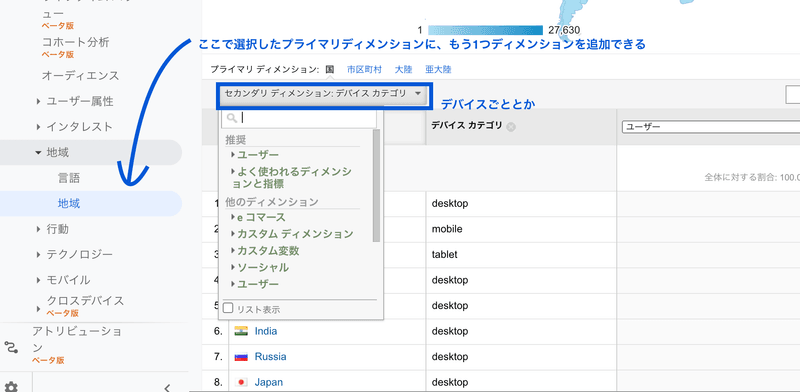 ュー
ベータ版
コホート分析
ベータ版
オーディエンス
ユーザー属性
インタレスト
地域
言語
地域
行動
テクノロジー
モバイル
クロスデバイス
ベータ版
アトリビューショ
ン
ベータ版
1 27,630
ここで選択したプライマリディメンションに、もう1つディメンションを追加できる
プライマリ ディメンション: 国 市区町村 大陸 亜大陸
セカンダリ ディメンション: デバイス カテゴリ
デバイスごととか
推奨
ユーザー
よく使われるディメンシ
ョンと指標
他のディメンション
e コマース
カスタム ディメンション
カスタム変数
ソーシャル
ユーザー
リスト表示
デバイス カテゴリ
ユーザー
全体に対する割合: 100.0
1 desktop
2 mobile
3 tablet
4 desktop
5 desktop
6. India desktop
7. Russia desktop
8. Japan desktop